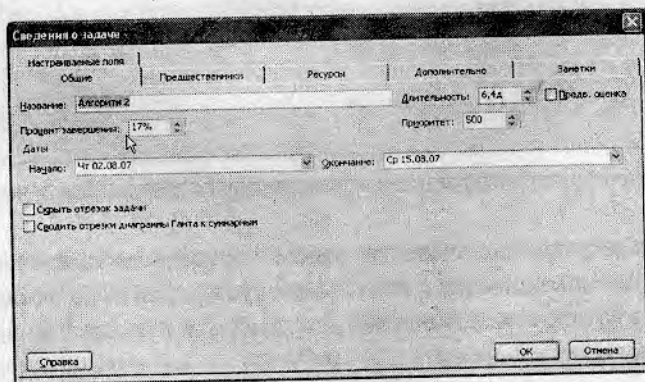 Сведения о задаче
Настраиваемые поля
Общие Предшественники Ресурсы Дополнительно Заметки
Название: Алгоритм 2 Длительность: 6,4д Предв. оценка
Процент завершения: 17% Приоритет: 500
Даты
Начало: Чт 02.08.07 Окончание: Ср 15.08.07
Скрыть отрезок задачи
Сводить отрезки диаграммы Ганта к суммарным
Справка ОК Отмена